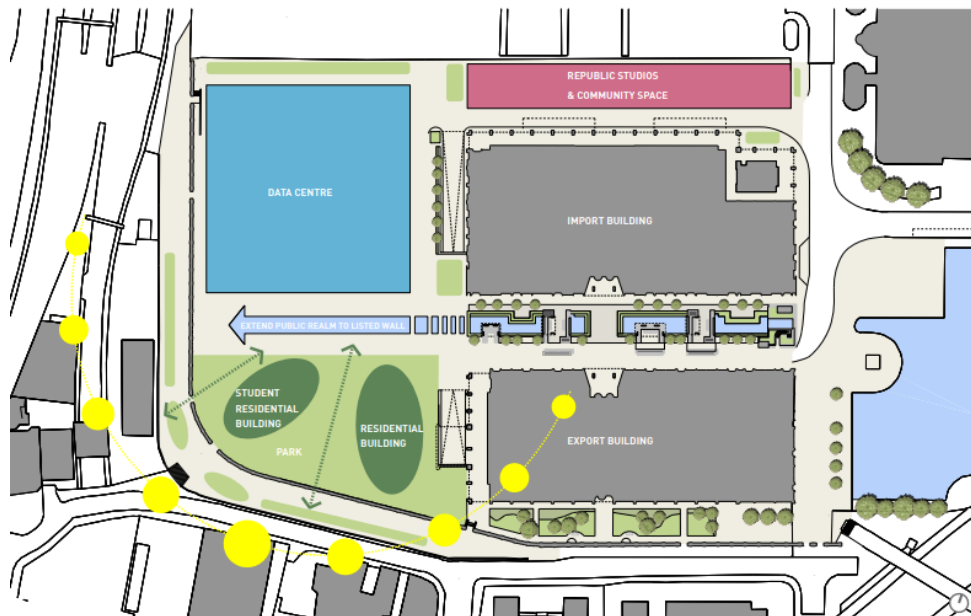 REPUBLIC STUDIOS
& COMMUNITY SPACE
DATA CENTRE
IMPORT BUILDING
EXTEND PUBLIC REALM TO LISTED WALL
STUDENT
RESIDENTIAL
BUILDING
RESIDENTIAL
BUILDING
PARK
EXPORT BUILDING